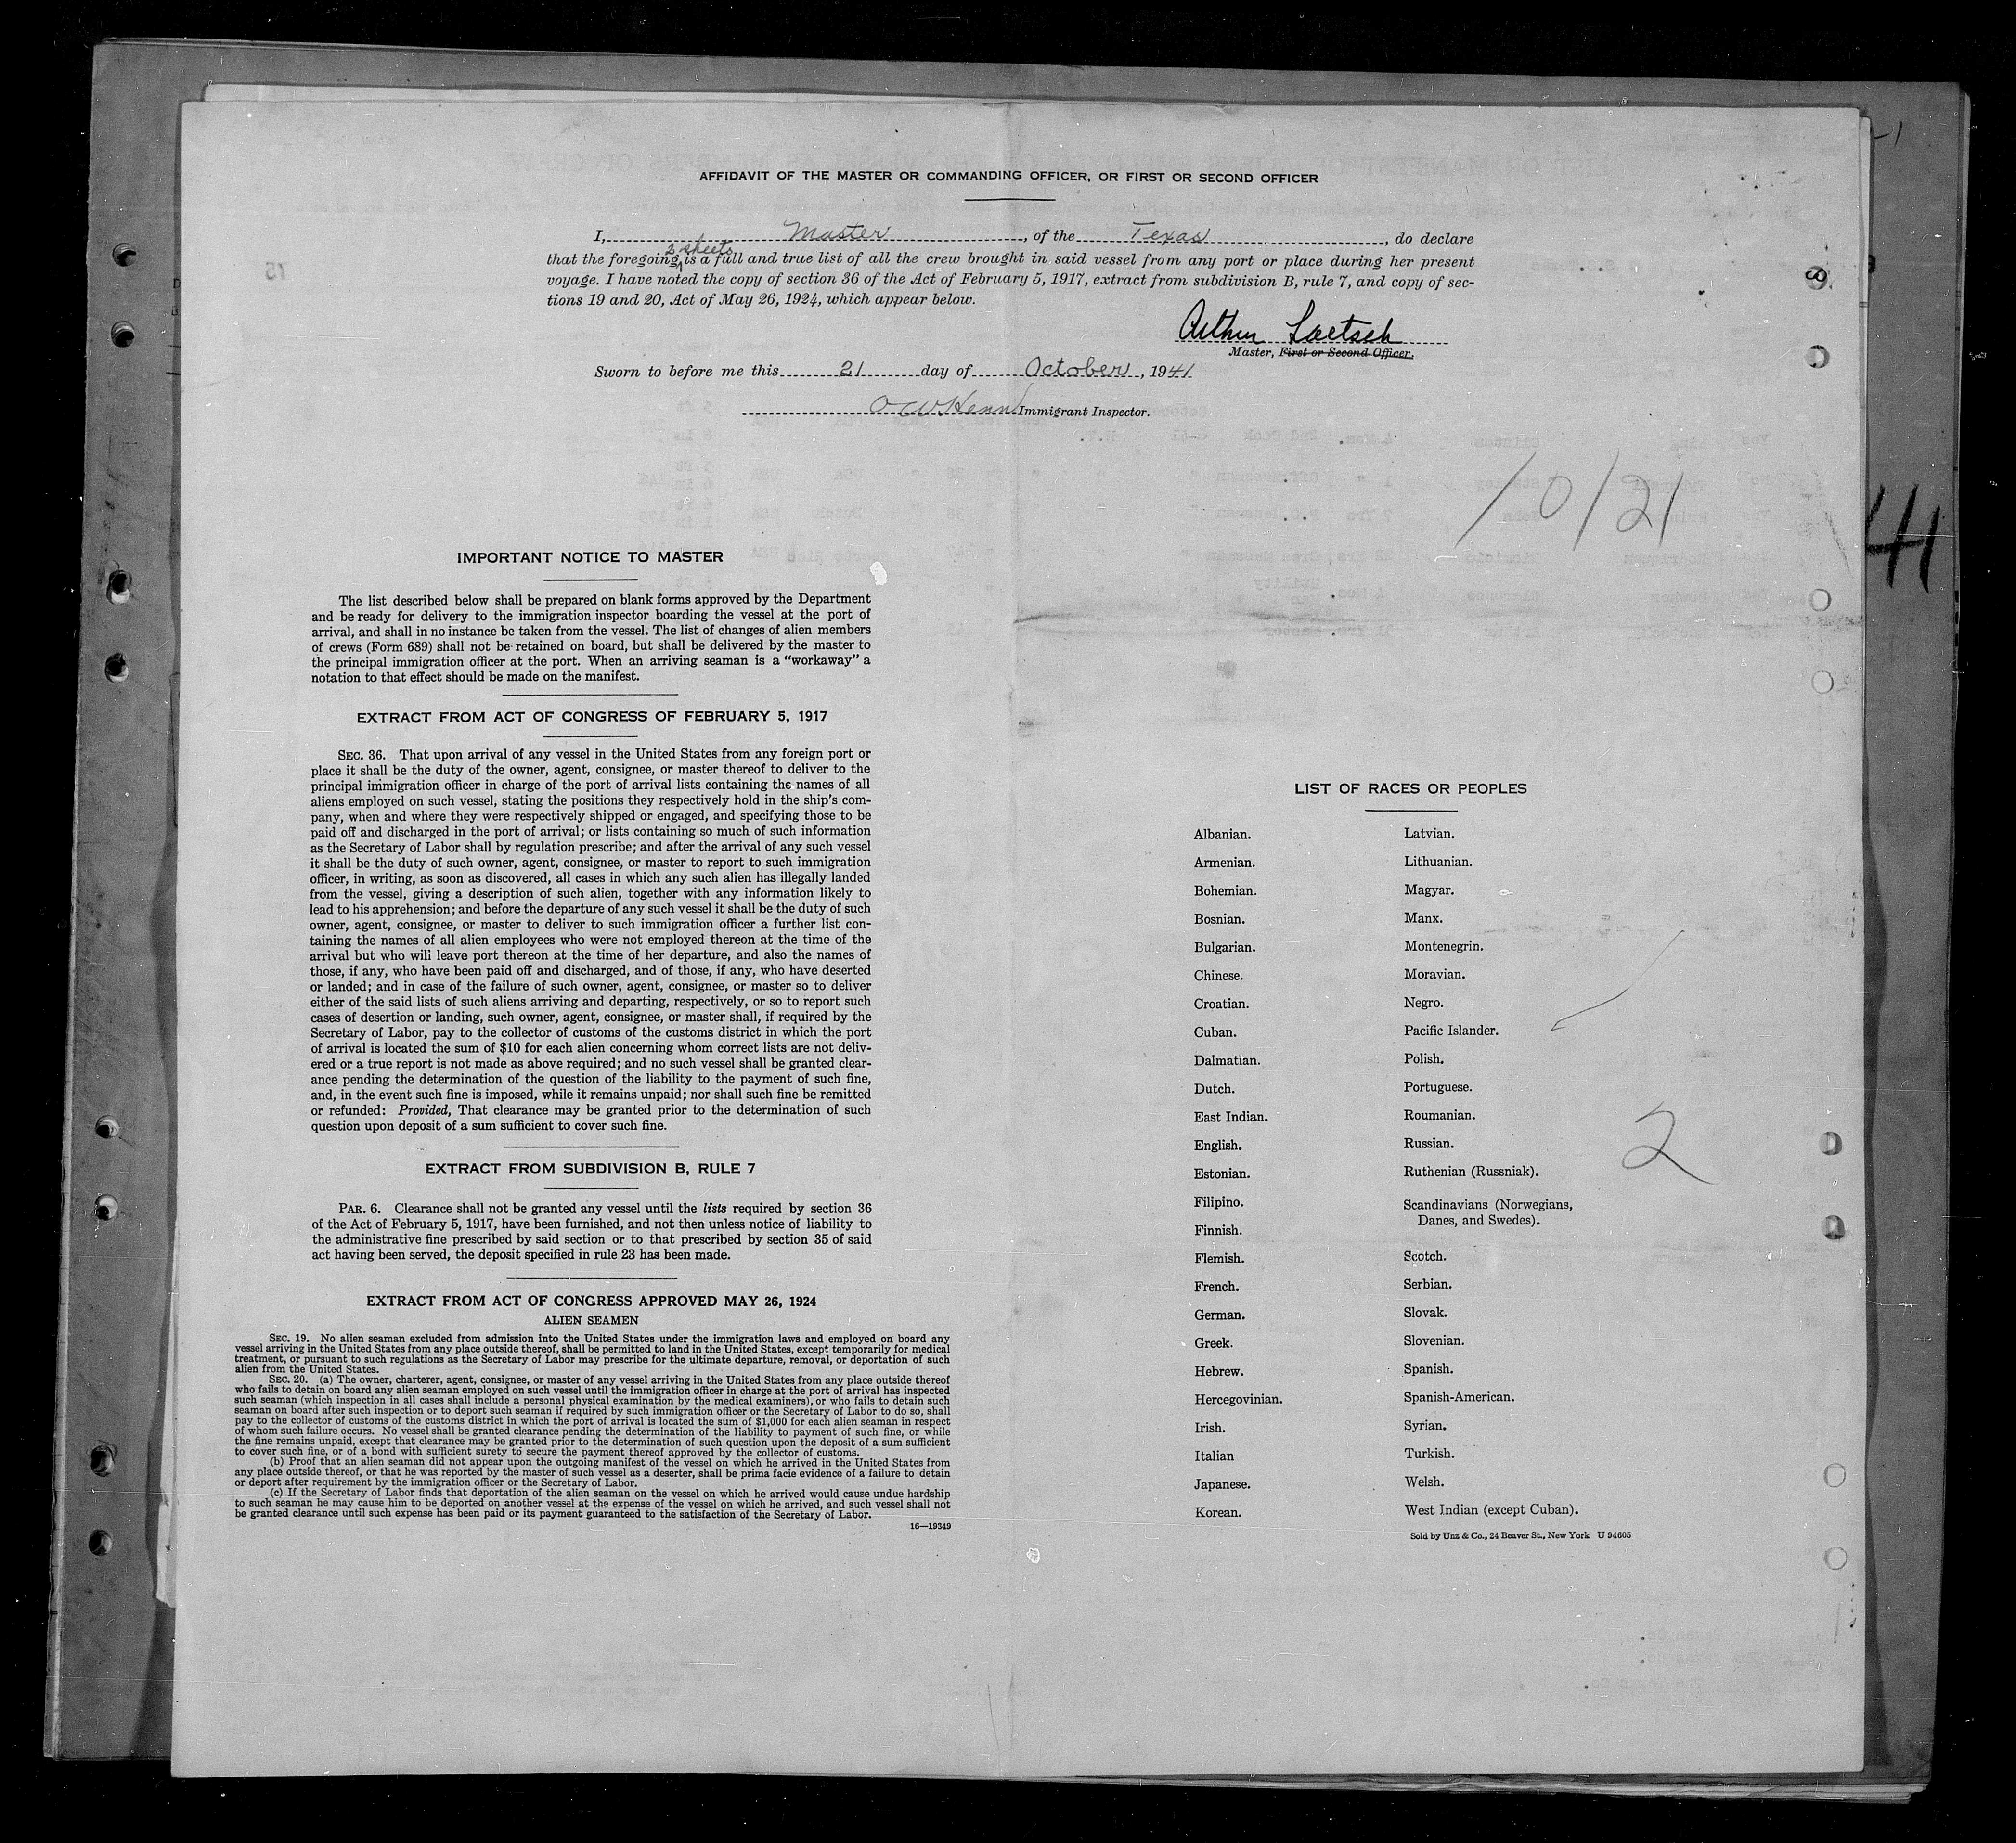 AFFIDAVIT OF THE MASTER OR COMMANDING OFFICER, OR FIRST OR SECOND OFFICER
I, Master, of the Texas, do declare
2 sheets
that the foregoing is a full and true list of all the crew brought in said vessel from any port or place during her present
voyage. I have noted the copy of section 36 of the Act of February 5, 1917, extract from subdivision B, rule 7, and copy of sec-
tions 19 and 20, Act of May 26, 1924, which appear below.
Arthur
Master, First or Second Officer.
Sworn to before me this 21 day of October, 1941
Immigrant Inspector.
10/21
41
IMPORTANT NOTICE TO MASTER
The list described below shall be prepared on blank forms approved by the Department
and be ready for delivery to the immigration inspector boarding the vessel at the port of
arrival, and shall in no instance be taken from the vessel. The list of changes of alien members
of crews (Form 689) shall not be retained on board, but shall be delivered by the master to
the principal immigration officer at the port. When an arriving seaman is a "workaway" a
notation to that effect should be made on the manifest.
EXTRACT FROM ACT OF CONGRESS OF FEBRUARY 5, 1917
SEC. 36. That upon arrival of any vessel in the United States from any foreign port or
place it shall be the duty of the owner, agent, consignee, or master thereof to deliver to the
principal immigration officer in charge of the port of arrival lists containing the names of all
aliens employed on such vessel, stating the positions they respectively hold in the ship's com-
pany, when and where they were respectively shipped or engaged, and specifying those to be
paid off and discharged in the port of arrival; or lists containing so much of such information
as the Secretary of Labor shall by regulation prescribe; and after the arrival of any such vessel
it shall be the duty of such owner, agent, consignee, or master to report to such immigration
officer, in writing, as soon as discovered, all cases in which any such alien has illegally landed
from the vessel, giving a description of such alien, together with any information likely to
lead to his apprehension; and before the departure of any such vessel it shall be the duty of such
owner, agent, consignee, or master to deliver to such immigration officer a further list con-
taining the names of all alien employees who were not employed thereon at the time of the
arrival but who will leave port thereon at the time of her departure, and also the names of
those, if any, who have been paid off and discharged, and of those, if any, who have deserted
or landed; and in case of the failure of such owner, agent, consignee, or master so to deliver
either of the said lists of such aliens arriving and departing, respectively, or so to report such
cases of desertion or landing, such owner, agent, consignee, or master shall, if required by the
Secretary of Labor, pay to the collector of customs of the customs district in which the port
of arrival is located the sum of $10 for each alien concerning whom correct lists are not deliv-
ered or a true report is not made as above required; and no such vessel shall be granted clear-
ance pending the determination of the question of the liability to the payment of such fine,
and, in the event such fine is imposed, while it remains unpaid; nor shall such fine be remitted
or refunded: Provided, That clearance may be granted prior to the determination of such
question upon deposit of a sum sufficient to cover such fine.
EXTRACT FROM SUBDIVISION B, RULE 7
PAR. 6. Clearance shall not be granted any vessel until the lists required by section 36
of the Act of February 5, 1917, have been furnished, and not then unless notice of liability to
the administrative fine prescribed by said section or to that prescribed by section 35 of said
act having been served, the deposit specified in rule 23 has been made.
EXTRACT FROM ACT OF CONGRESS APPROVED MAY 26, 1924
ALIEN SEAMEN
SEC. 19. No alien seaman excluded from admission into the United States under the immigration laws and employed on board any
vessel arriving in the United States from any place outside thereof, shall be permitted to land in the United States, except temporarily for medical
treatment, or pursuant to such regulations as the Secretary of Labor may prescribe for the ultimate departure, removal, or deportation of such
alien from the United States.
SEC. 20. (a) The owner, charterer, agent, consignee, or master of any vessel arriving in the United States from any place outside thereof
who fails to detain on board any alien seaman employed on such vessel until the immigration officer in charge at the port of arrival has inspected
such seaman (which inspection in all cases shall include a personal physical examination by the medical examiners), or who fails to detain such
seaman on board after such inspection or to deport such seaman if required by such immigration officer or the Secretary of Labor to do so, shall
pay to the collector of customs of the customs district in which the port of arrival is located the sum of $1,000 for each alien seaman in respect
of whom such failure occurs. No vessel shall be granted clearance pending the determination of the liability to payment of such fine, or while
the fine remains unpaid, except that clearance may be granted prior to the determination of such question upon the deposit of a sum sufficient
to cover such fine, or of a bond with sufficient surety to secure the payment thereof approved by the collector of customs.
(b) Proof that an alien seaman did not appear upon the outgoing manifest of the vessel on which he arrived in the United States from
any place outside thereof, or that he was reported by the master of such vessel as a deserter, shall be prima facie evidence of a failure to detain
or deport after requirement by the immigration officer or the Secretary of Labor.
(c) If the Secretary of Labor finds that deportation of the alien seaman on the vessel on which he arrived would cause undue hardship
to such seaman he may cause him to be deported on another vessel at the expense of the vessel on which he arrived, and such vessel shall not
be granted clearance until such expense has been paid or its payment guaranteed to the satisfaction of the Secretary of Labor.
16—19349
LIST OF RACES OR PEOPLES
Albanian.
Armenian.
Bohemian.
Bosnian.
Bulgarian.
Chinese.
Croatian.
Cuban.
Dalmatian.
Dutch.
East Indian.
English.
Estonian.
Filipino.
Finnish.
Flemish.
French.
German.
Greek.
Hebrew.
Hercegovinian.
Irish.
Italian
Japanese.
Korean.
Latvian.
Lithuanian.
Magyar.
Manx.
Montenegrin.
Moravian.
Negro.
Pacific Islander.
Polish.
Portuguese.
Roumanian.
Russian.
Ruthenian (Russniak).
Scandinavians (Norwegians,
Danes, and Swedes).
Scotch.
Serbian.
Slovak.
Slovenian.
Spanish.
Spanish-American.
Syrian.
Turkish.
Welsh.
West Indian (except Cuban).
2
Sold by Unz & Co., 24 Beaver St., New York U 94605